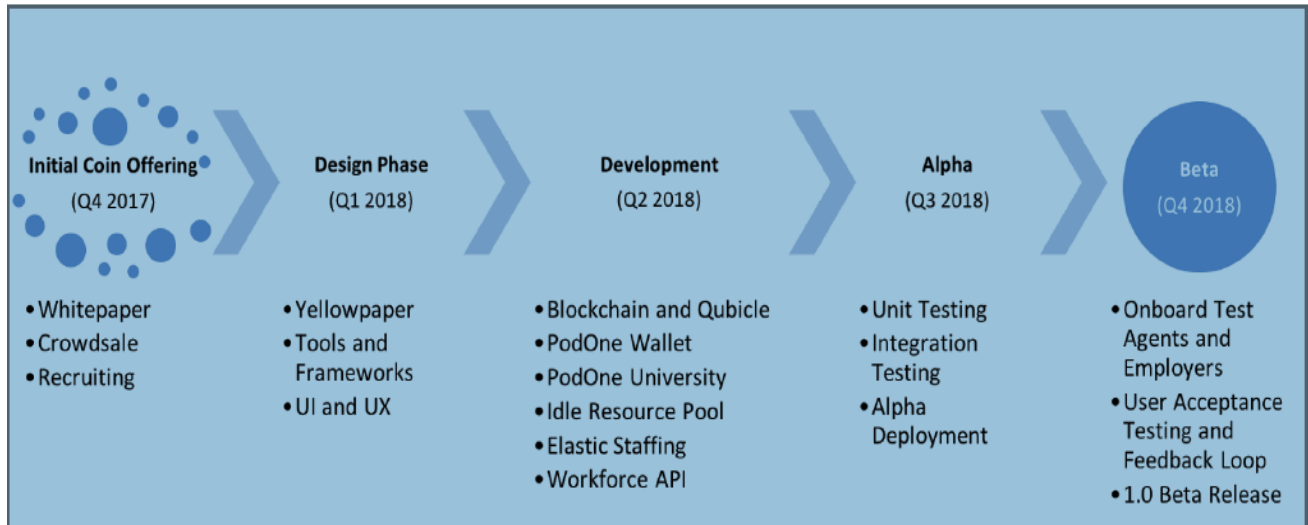 Initial Coin Offering
(Q4 2017)
• Whitepaper
• Crowdsale
• Recruiting
Design Phase
(Q1 2018)
• Yellowpaper
• Tools and
Frameworks
• UI and UX
Development
(Q2 2018)
• Blockchain and Qubicle
• PodOne Wallet
• PodOne University
• Idle Resource Pool
• Elastic Staffing
• Workforce API
Alpha
(Q3 2018)
• Unit Testing
• Integration
Testing
• Alpha
Deployment
Beta
(Q4 2018)
• Onboard Test
Agents and
Employers
• User Acceptance
Testing and
Feedback Loop
• 1.0 Beta Release